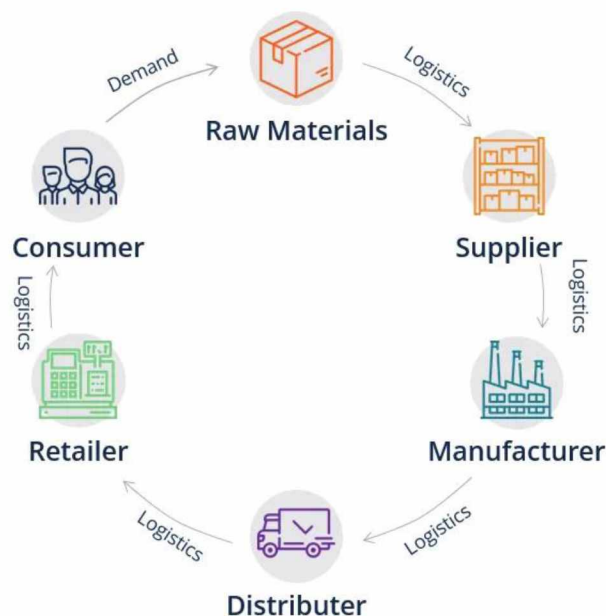 Raw Materials
Logistics
Supplier
Logistics
Manufacturer
Logistics
Distributer
Logistics
Retailer
Logistics
Consumer
Demand